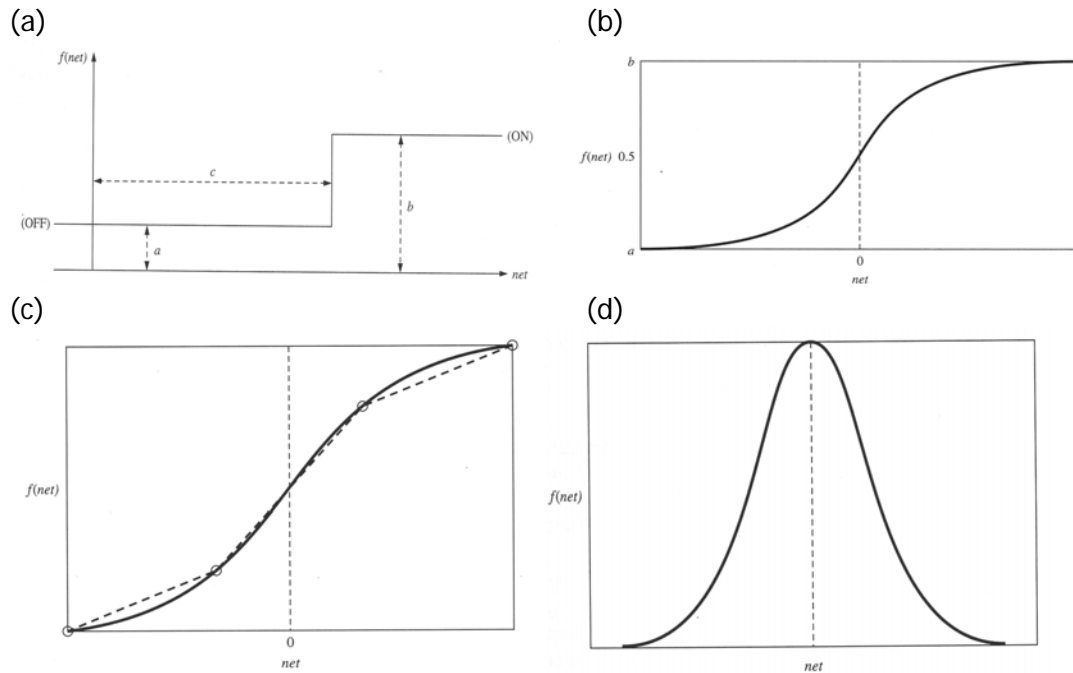 (a)
f(net)
(ON)
c
b
(OFF)
a
net
(b)
b
f(net) 0.5
a
0
net
(c)
f(net)
0
net
(d)
f(net)
net